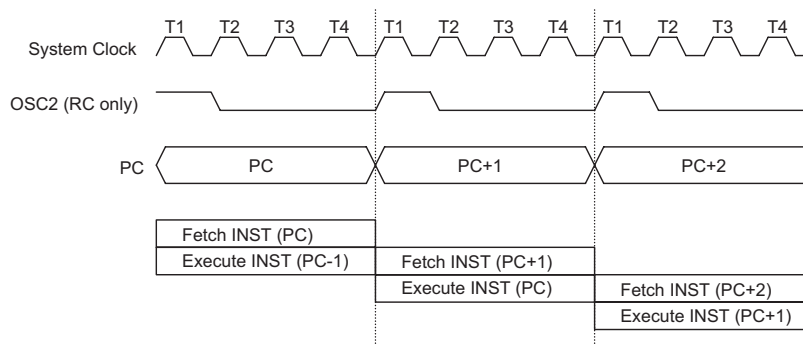 T1 T2 T3 T4 T1 T2 T3 T4 T1 T2 T3 T4
System Clock
OSC2 (RC only)
PC PC PC+1 PC+2
Fetch INST (PC)
Execute INST (PC-1) Fetch INST (PC+1)
Execute INST (PC) Fetch INST (PC+2)
Execute INST (PC+1)